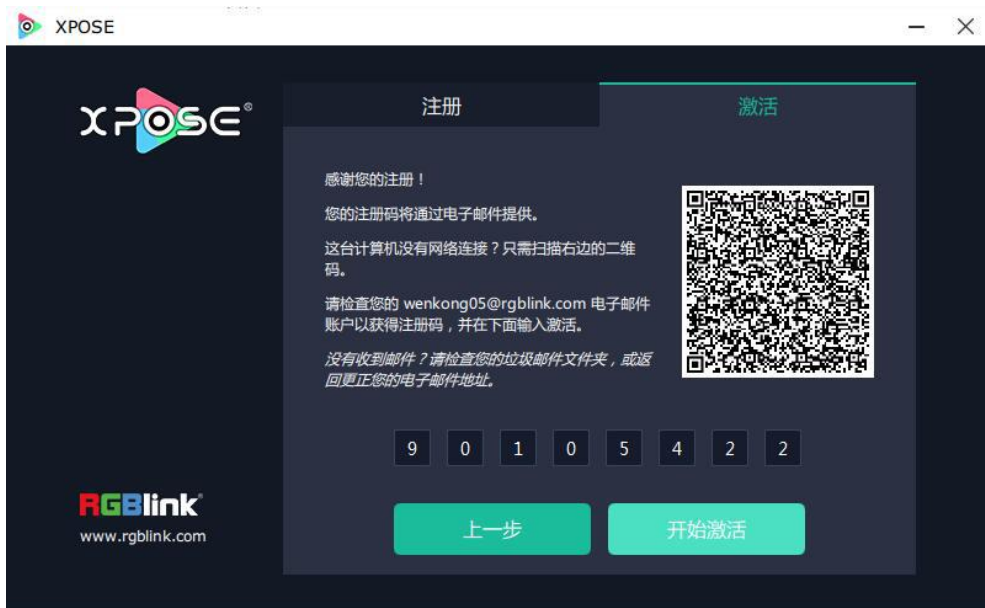 XPOSE
XPOSE®
注册
激活
感谢您的注册！
您的注册码将通过电子邮件提供。
这台计算机没有网络连接？只需扫描右边的二维
码。
请检查您的 wenkong05@rgblink.com 电子邮件
账户以获得注册码，并在下面输入激活。
没有收到邮件？请检查您的垃圾邮件文件夹，或返
回更正您的电子邮件地址。
9 0 1 0 5 4 2 2
RGBlink®
www.rgblink.com
上一步
开始激活